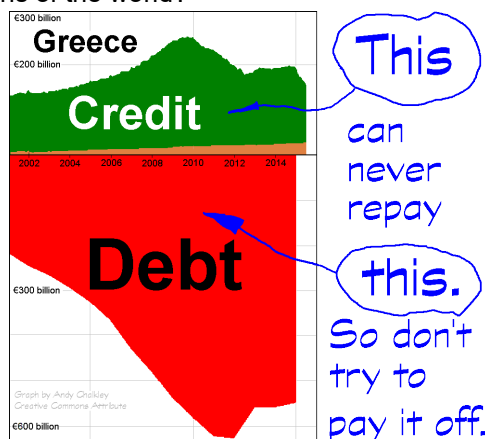 €300 billion
Greece
€200 billion
Credit
2002 2004 2006 2008 2010 2012 2014
Debt
€300 billion
Graph by Andy Chalkley
Creative Commons Attribute
€600 billion
This
can
never
repay
this.
So don't
try to
pay it off.